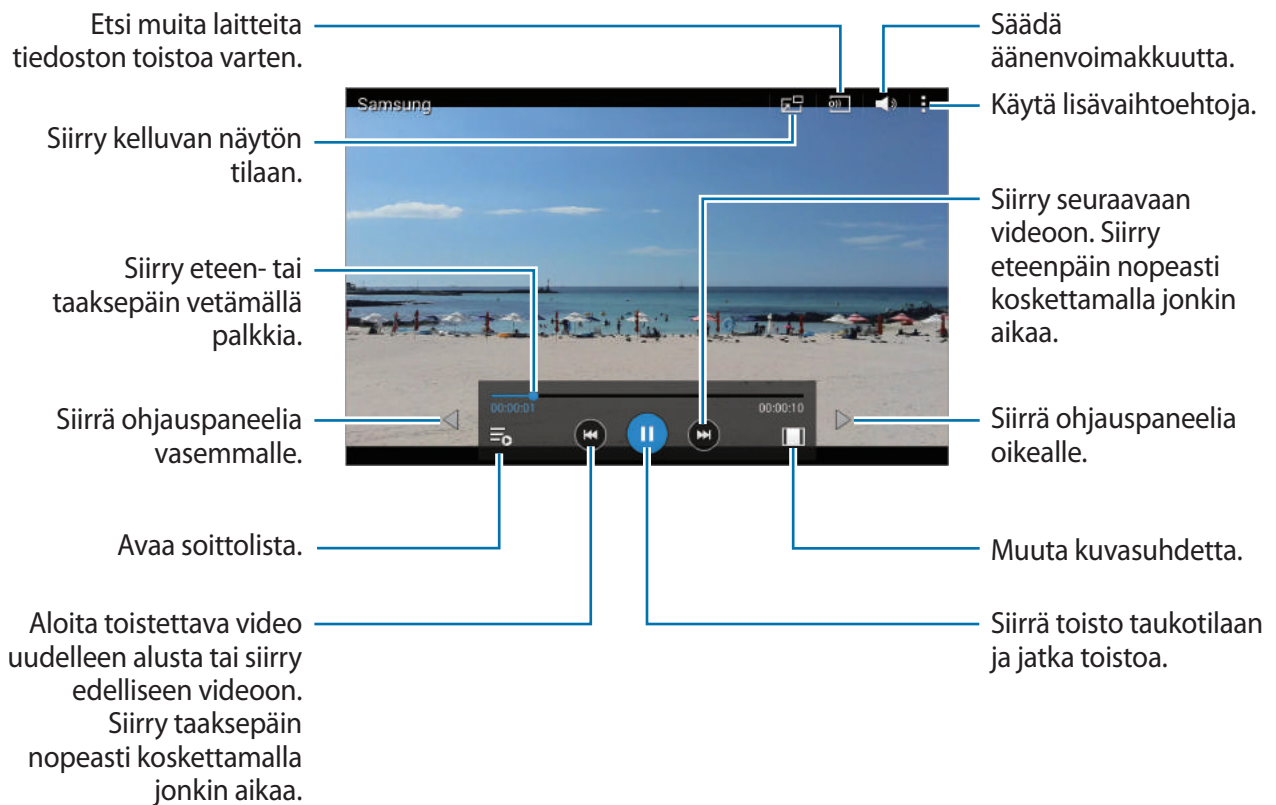 Etsi muita laitteita
tiedoston toistoa varten.
Säädä
äänenvoimakkuutta.
Samsung
Käytä lisävaihtoehtoja.
Siirry kelluvan näytön
tilaan.
Siirry seuraavaan
videoon. Siirry
eteenpäin nopeasti
koskettamalla jonkin
aikaa.
Siirry eteen- tai
taaksepäin vetämällä
palkkia.
00:00:01
00:00:10
Siirrä ohjauspaneelia
vasemmalle.
Siirrä ohjauspaneelia
oikealle.
Avaa soittolista.
Muuta kuvasuhdetta.
Aloita toistettava video
uudelleen alusta tai siirry
edelliseen videoon.
Siirry taaksepäin
nopeasti koskettamalla
jonkin aikaa.
Siirrä toisto taukotilaan
ja jatka toistoa.